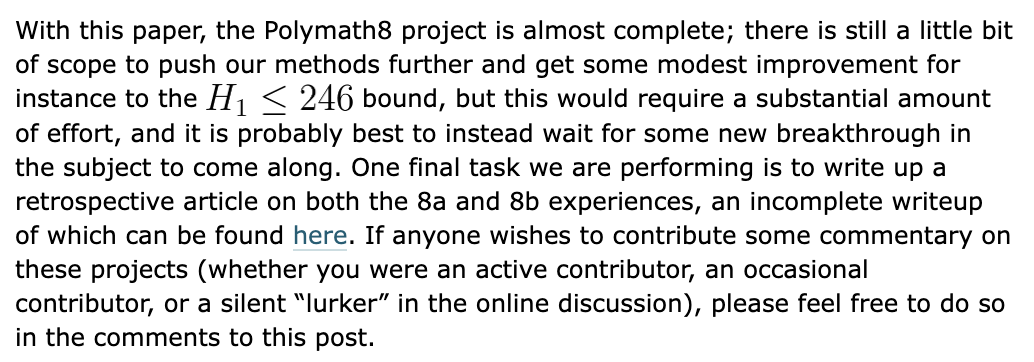 With this paper, the Polymath8 project is almost complete; there is still a little bit
of scope to push our methods further and get some modest improvement for
instance to the H₁ ≤ 246 bound, but this would require a substantial amount
of effort, and it is probably best to instead wait for some new breakthrough in
the subject to come along. One final task we are performing is to write up a
retrospective article on both the 8a and 8b experiences, an incomplete writeup
of which can be found here. If anyone wishes to contribute some commentary on
these projects (whether you were an active contributor, an occasional
contributor, or a silent “lurker” in the online discussion), please feel free to do so
in the comments to this post.